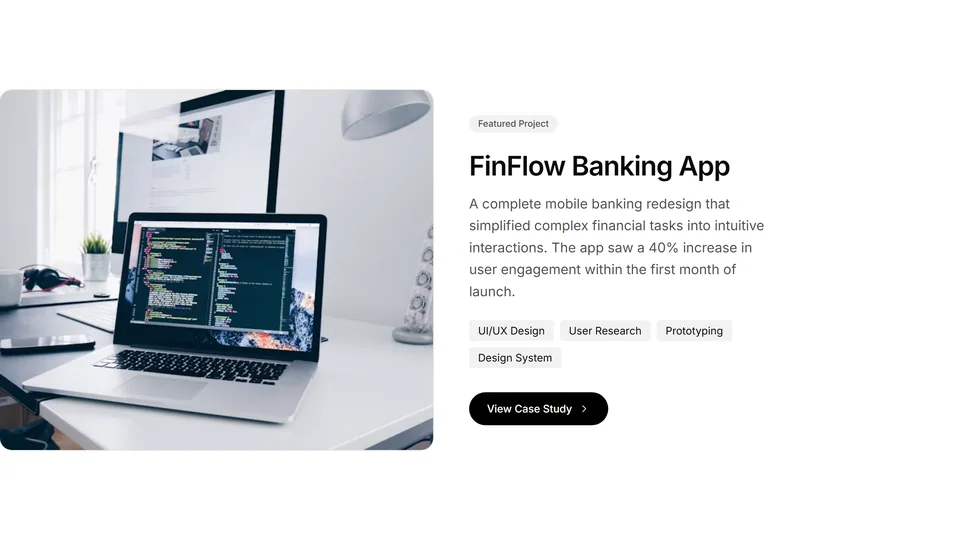 Featured Project
FinFlow Banking App
A complete mobile banking redesign that
simplified complex financial tasks into intuitive
interactions. The app saw a 40% increase in
user engagement within the first month of
launch.
UI/UX Design
User Research
Prototyping
Design System
View Case Study